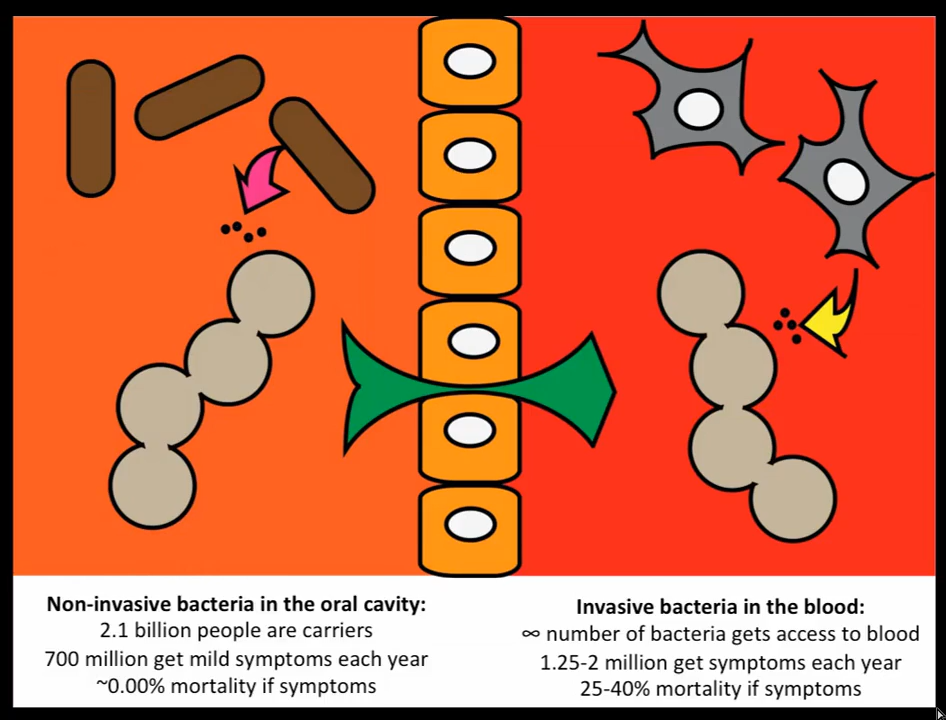 Non-invasive bacteria in the oral cavity:
2.1 billion people are carriers
700 million get mild symptoms each year
~0.00% mortality if symptoms
Invasive bacteria in the blood:
∞ number of bacteria gets access to blood
1.25-2 million get symptoms each year
25-40% mortality if symptoms